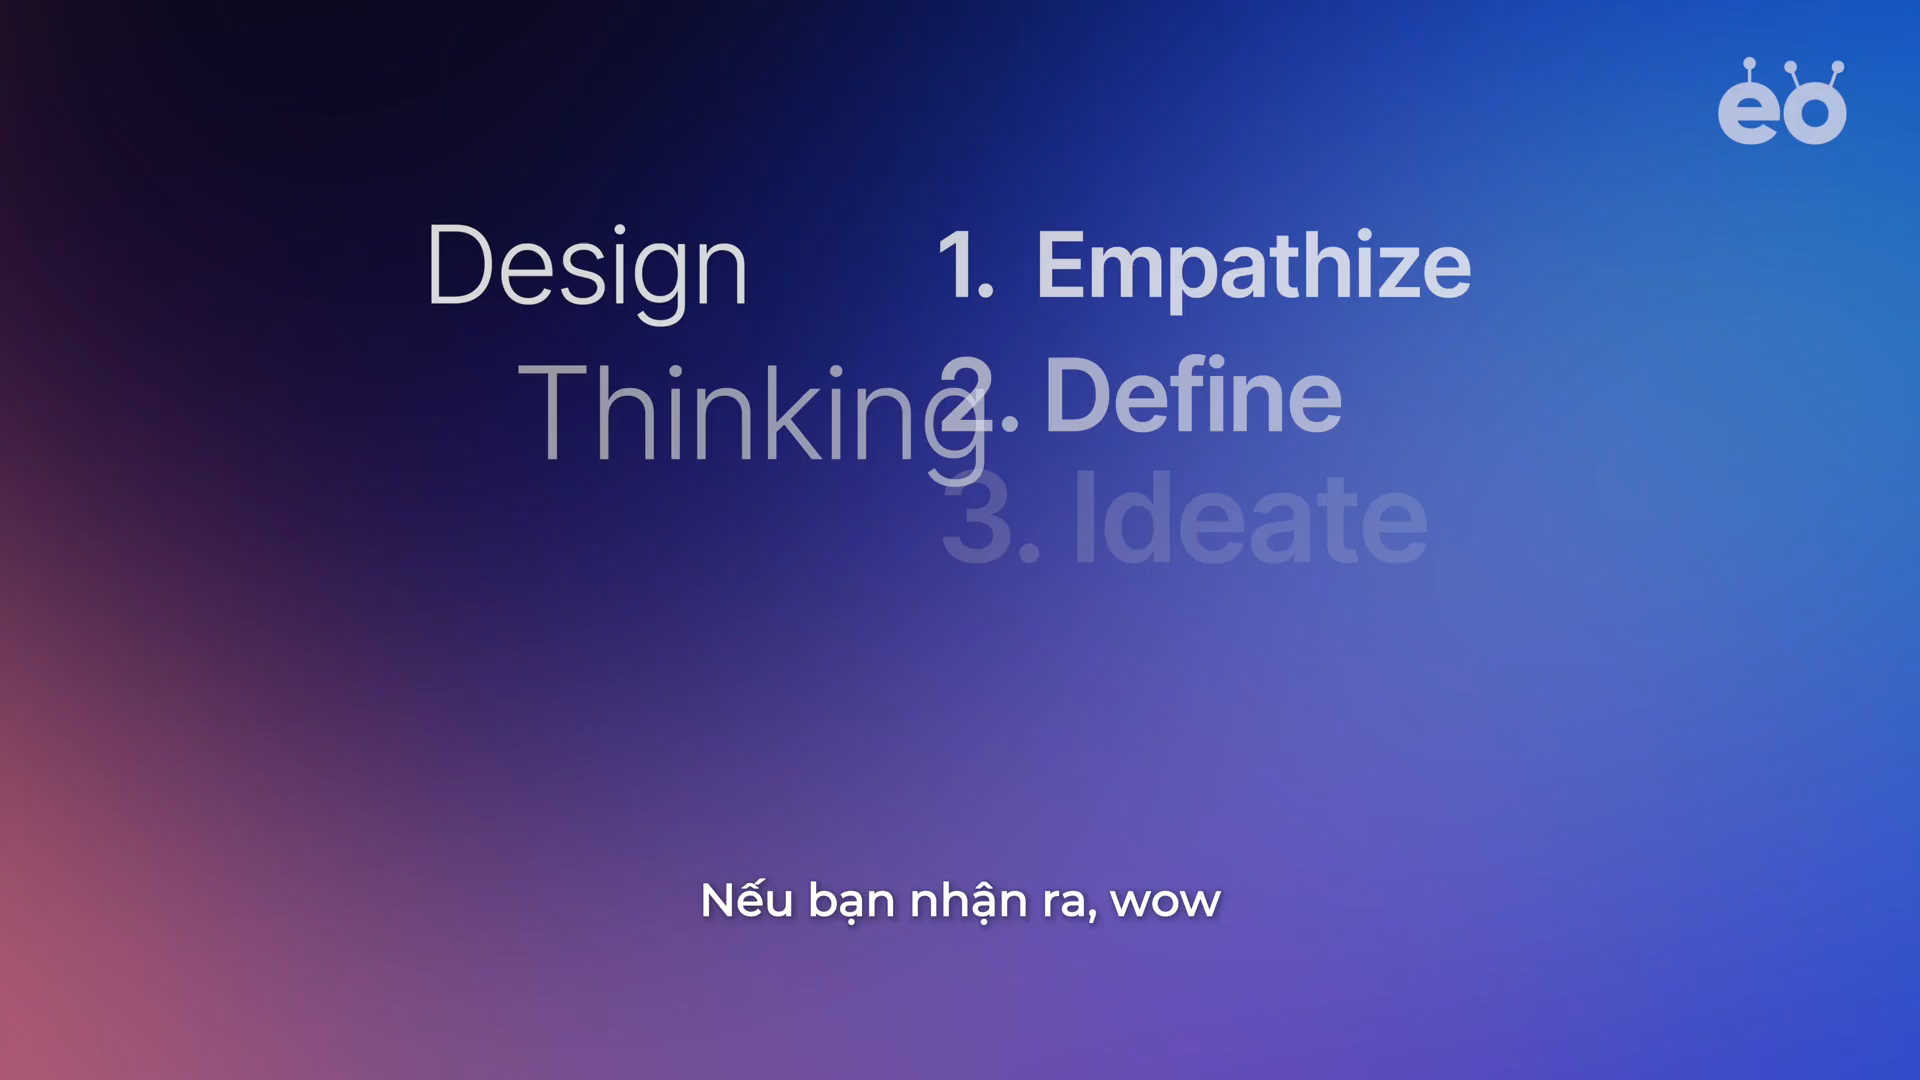 eo
Design
Thinking
1. Empathize
2. Define
3. Ideate
Nếu bạn nhận ra, wow